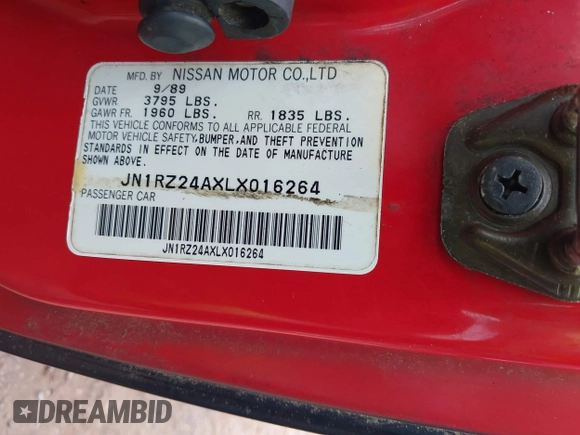 MFD. BY NISSAN MOTOR CO.,LTD
DATE 9/89
GVWR 3795 LBS.
GAWR FR. 1960 LBS. RR. 1835 LBS.
THIS VEHICLE CONFORMS TO ALL APPLICABLE FEDERAL
MOTOR VEHICLE SAFETY,BUMPER,AND THEFT PREVENTION
STANDARDS IN EFFECT ON THE DATE OF MANUFACTURE
SHOWN ABOVE.
JN1RZ24AXLX016264
PASSENGER CAR
JN1RZ24AXLX016264
DREAMBID